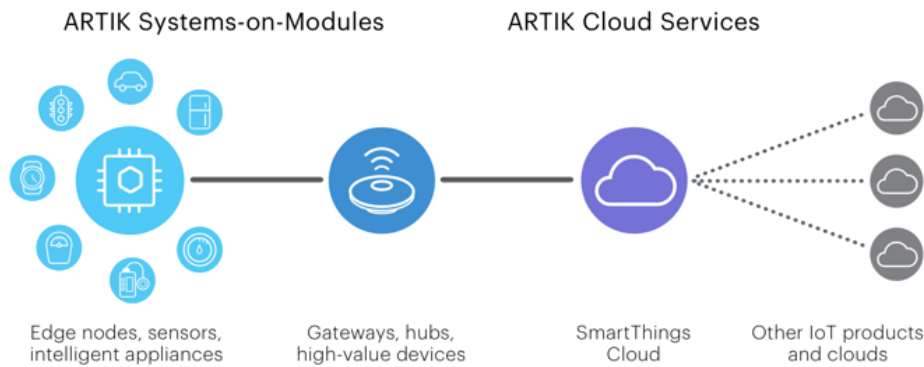 ARTIK Systems-on-Modules
ARTIK Cloud Services
Edge nodes, sensors,
intelligent appliances
Gateways, hubs,
high-value devices
SmartThings
Cloud
Other IoT products
and clouds